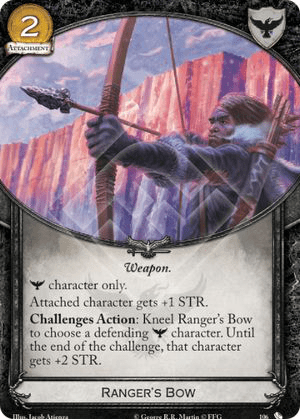 2
ATTACHMENT
Weapon.
character only.
Attached character gets +1 STR.
Challenges Action: Kneel Ranger's Bow
to choose a defending character. Until
the end of the challenge, that character
gets +2 STR.
RANGER'S BOW
Illus. Jacob Atienza © George R.R. Martin © FFG 106